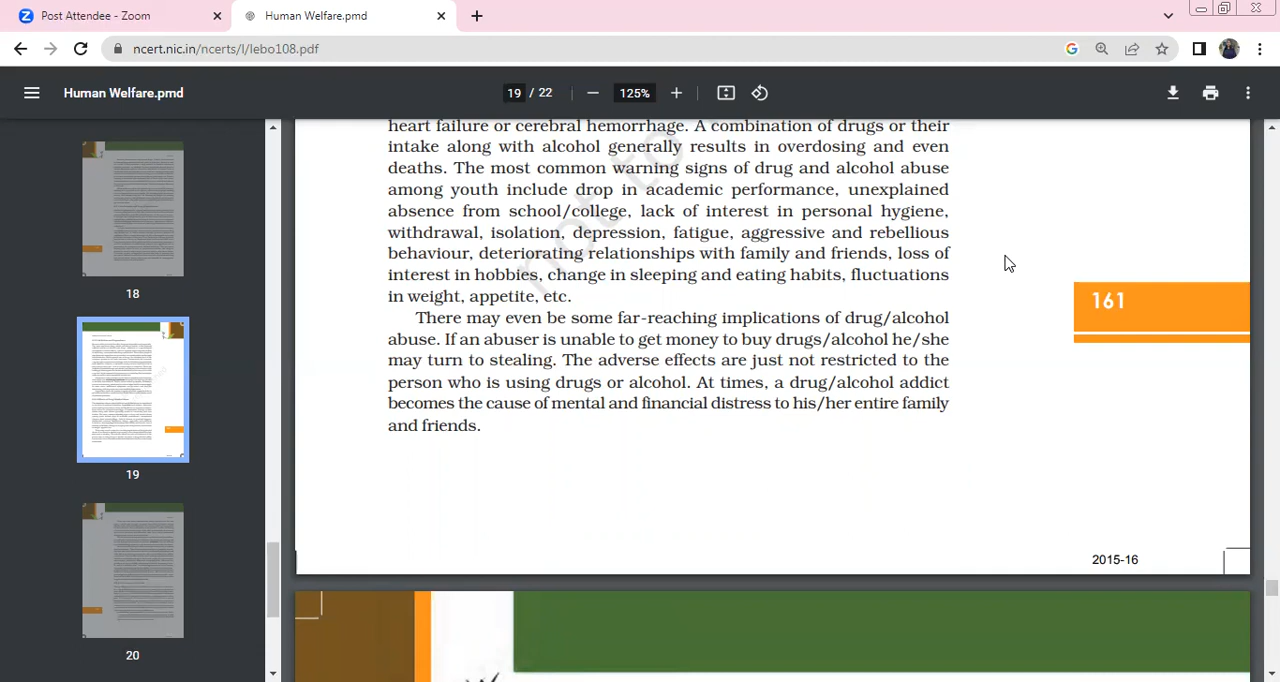 Post Attendee - Zoom
Human Welfare.pmd
ncert.nic.in/ncerts/l/lebo108.pdf
Human Welfare.pmd
19 / 22
125%
18
19
20
heart failure or cerebral hemorrhage. A combination of drugs or their
intake along with alcohol generally results in overdosing and even
deaths. The most common warning signs of drug and alcohol abuse
among youth include drop in academic performance, unexplained
absence from school/college, lack of interest in personal hygiene,
withdrawal, isolation, depression, fatigue, aggressive and rebellious
behaviour, deteriorating relationships with family and friends, loss of
interest in hobbies, change in sleeping and eating habits, fluctuations
in weight, appetite, etc.
There may even be some far-reaching implications of drug/alcohol
abuse. If an abuser is unable to get money to buy drugs/alcohol he/she
may turn to stealing. The adverse effects are just not restricted to the
person who is using drugs or alcohol. At times, a drug/alcohol addict
becomes the cause of mental and financial distress to his/her entire family
and friends.
161
2015-16
not to